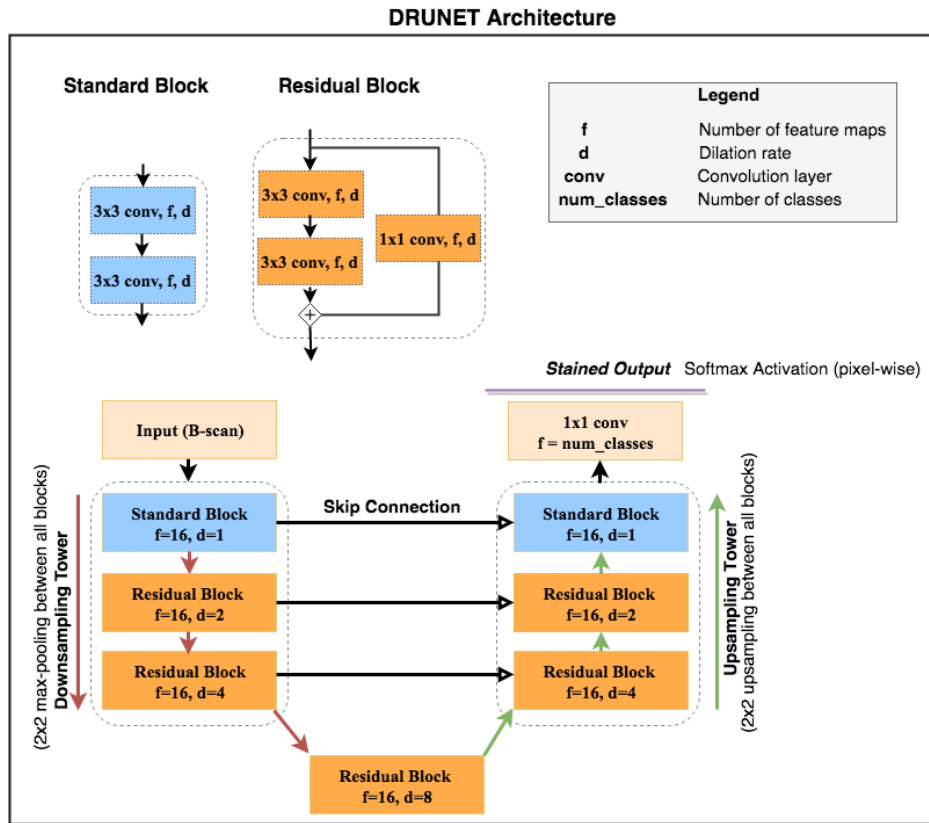 DRUNET Architecture
Standard Block
Residual Block
3x3 conv, f, d
3x3 conv, f, d
3x3 conv, f, d
3x3 conv, f, d
1x1 conv, f, d
+
Legend
f Number of feature maps
d Dilation rate
conv Convolution layer
num_classes Number of classes
Stained Output Softmax Activation (pixel-wise)
Input (B-scan)
1x1 conv
f = num_classes
(2x2 max-pooling between all blocks)
Downsampling Tower
Standard Block
f=16, d=1
Skip Connection
Standard Block
f=16, d=1
Residual Block
f=16, d=2
Residual Block
f=16, d=2
Residual Block
f=16, d=4
Residual Block
f=16, d=4
Residual Block
f=16, d=8
Upsampling Tower
(2x2 upsampling between all blocks)